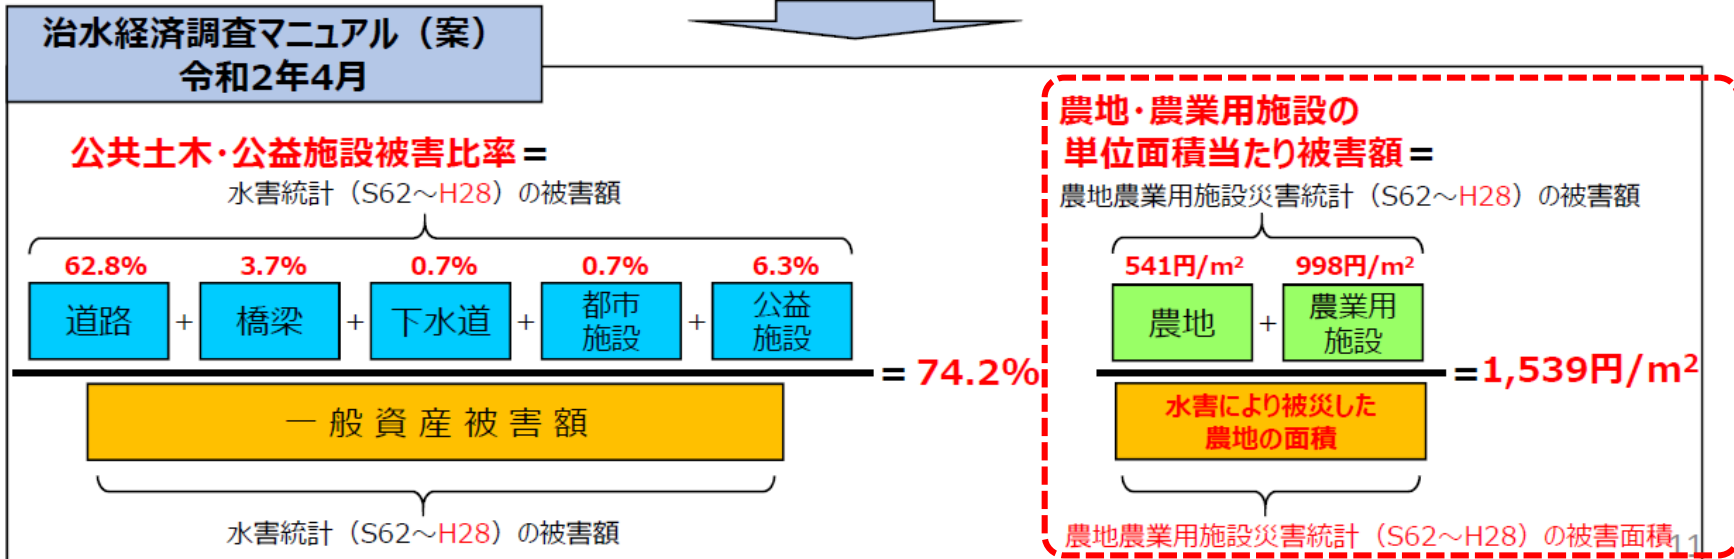 治水経済調査マニュアル（案）
令和2年4月
公共土木・公益施設被害比率＝
水害統計（S62～H28）の被害額
62.8% 3.7% 0.7% 0.7% 6.3%
道路 + 橋梁 + 下水道 + 都市施設 + 公益施設
一般資産被害額
= 74.2%
水害統計（S62～H28）の被害額
農地・農業用施設の
単位面積当たり被害額＝
農地農業用施設災害統計（S62～H28）の被害額
541円/m² 998円/m²
農地 + 農業用施設
水害により被災した
農地の面積
=1,539円/m²
農地農業用施設災害統計（S62～H28）の被害面積
11